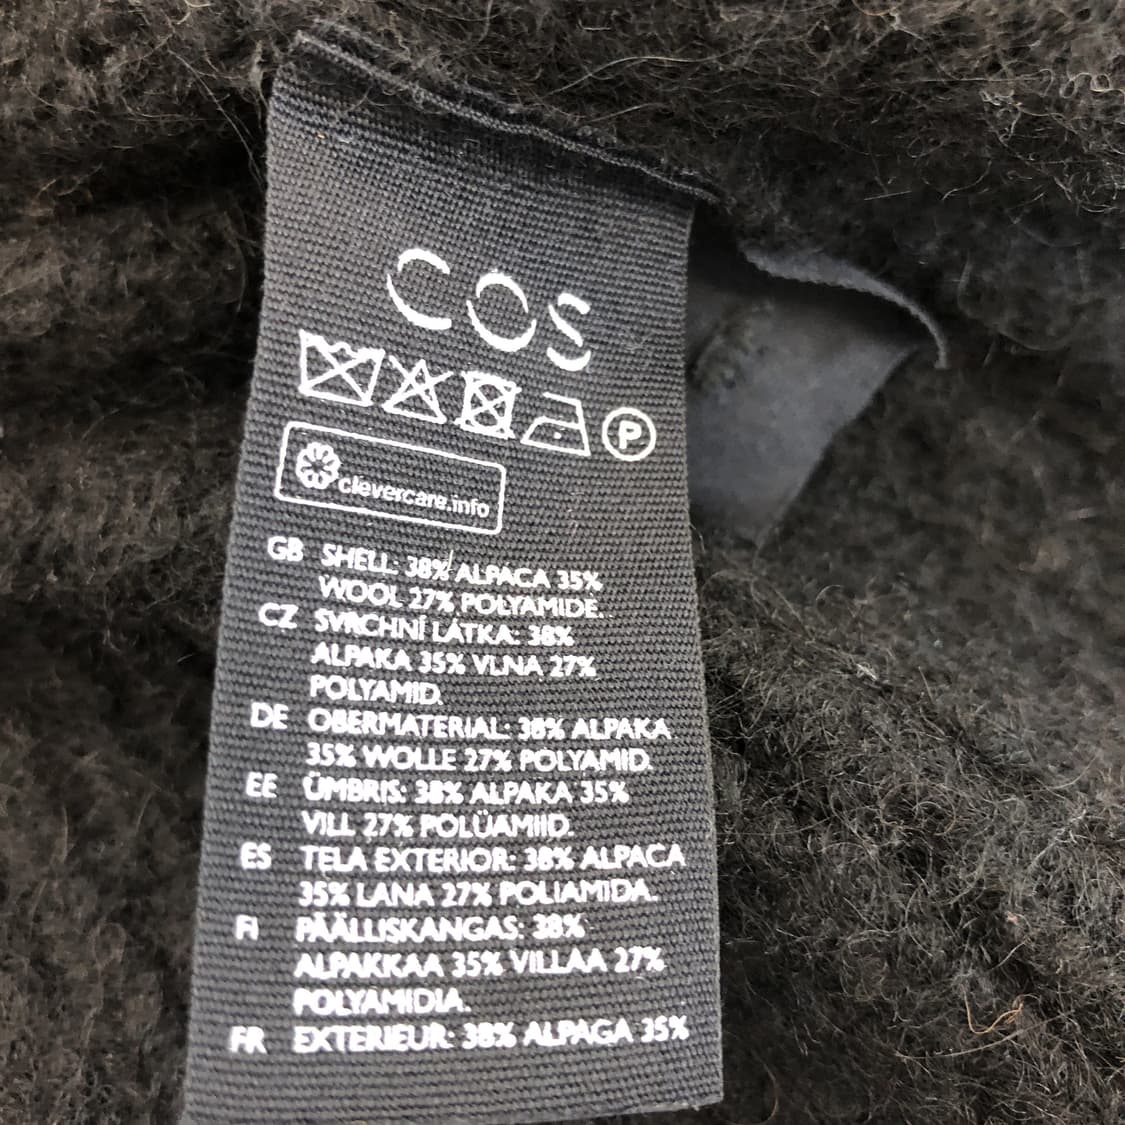 COS
P
clevercare.info
GB SHELL: 38% ALPACA 35%
WOOL 27% POLYAMIDE.
CZ SVRCHNÍ LÁTKA: 38%
ALPAKA 35% VLNA 27%
POLYAMID.
DE OBERMATERIAL: 38% ALPAKA
35% WOLLE 27% POLYAMID.
EE ÜMBRIS: 38% ALPAKA 35%
VILL 27% POLÜAMIID.
ES TELA EXTERIOR: 38% ALPACA
35% LANA 27% POLIAMIDA.
FI PÄÄLLISKANGAS: 38%
ALPAKKAA 35% VILLAA 27%
POLYAMIDIA.
FR EXTERIEUR: 38% ALPAGA 35%